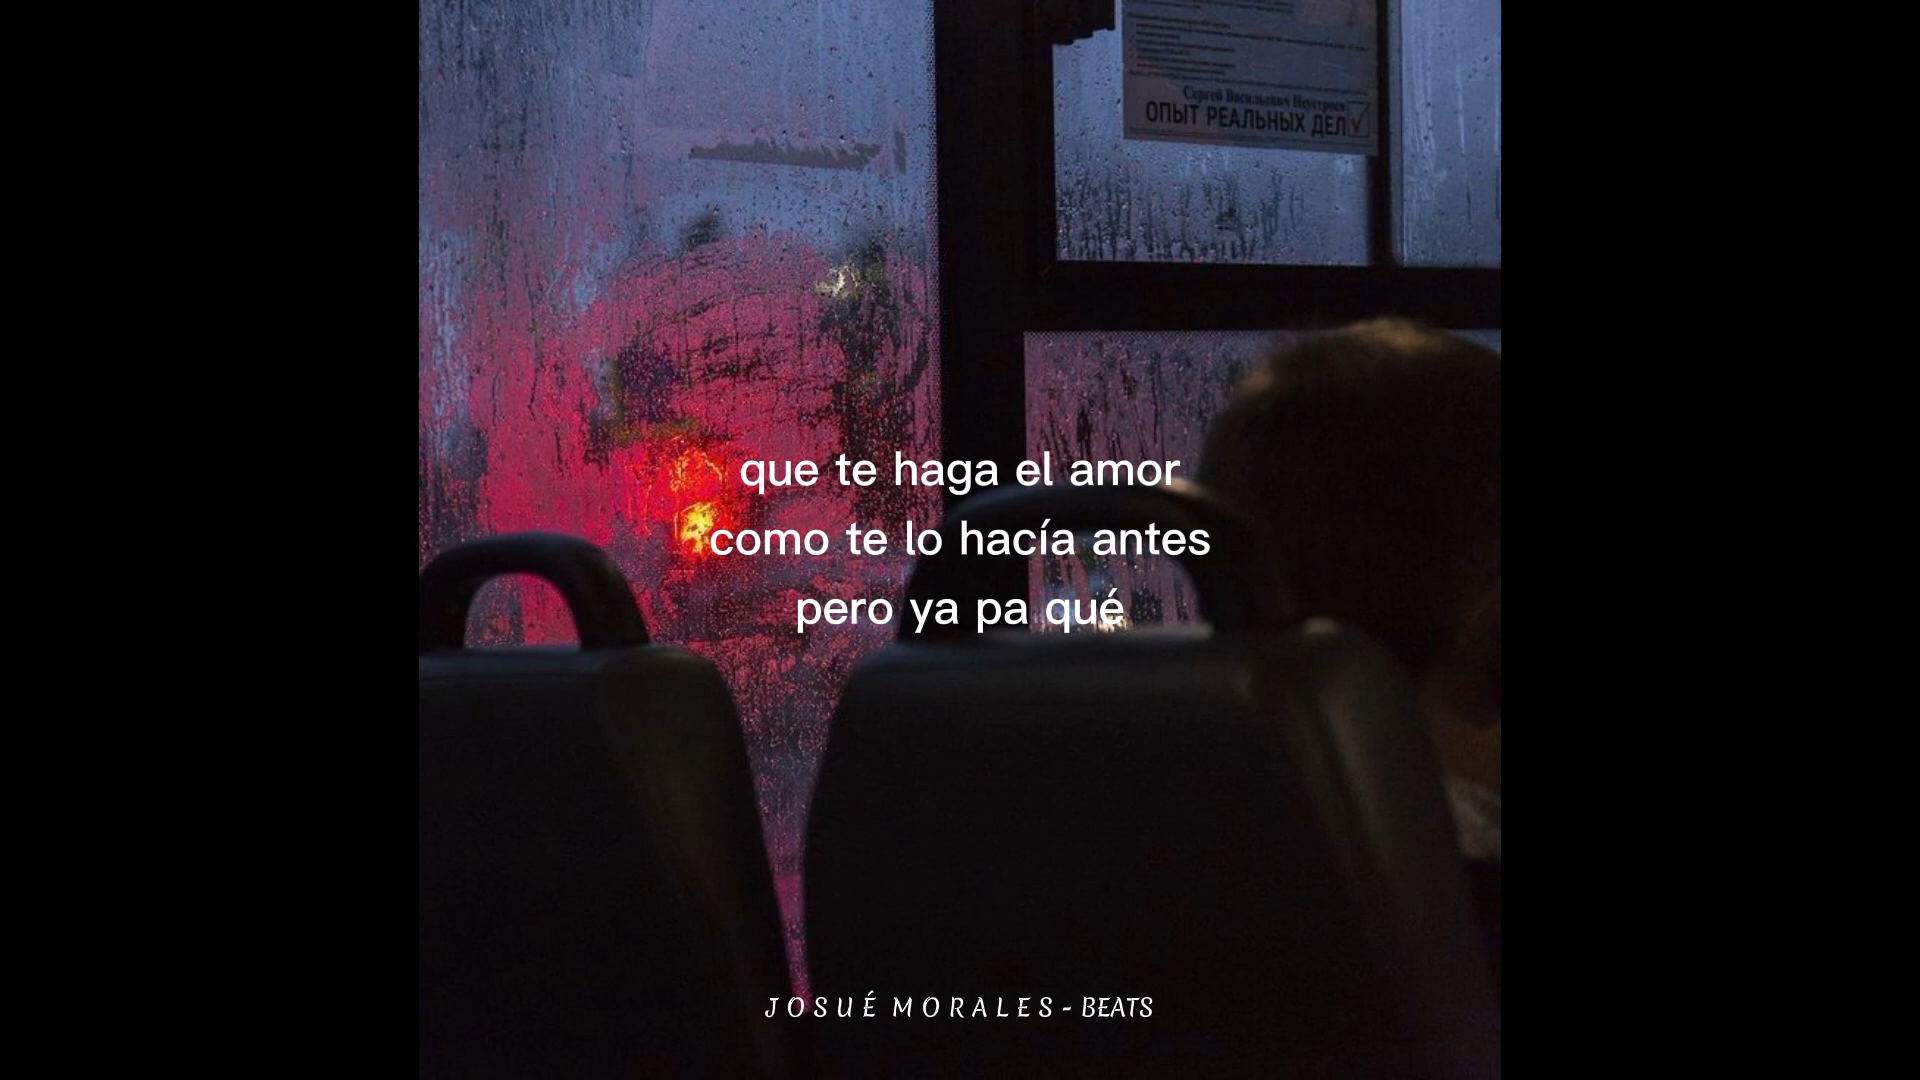 Сергей Васильевич Неустроев
ОПЫТ РЕАЛЬНЫХ ДЕЛ
que te haga el amor
como te lo hacía antes
pero ya pa qué
JOSUÉ MORALES - BEATS